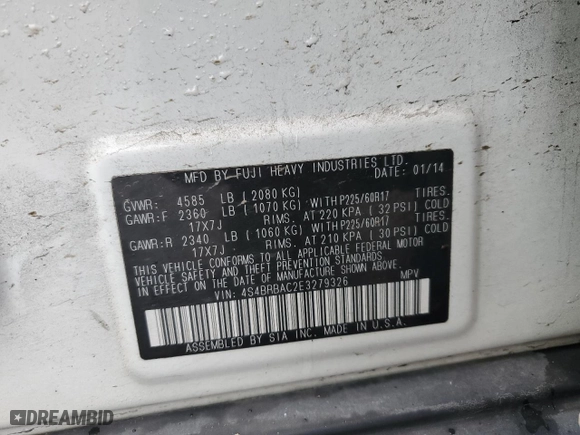 MFD BY FUJI HEAVY INDUSTRIES LTD.
DATE: 01/14
GVWR: 4585 LB (2080 KG)
GAWR:F 2360 LB (1070 KG) WITH P225/60R17 TIRES.
17X7J RIMS. AT 220 KPA (32 PSI) COLD
GAWR:R 2340 LB (1060 KG) WITH P225/60R17 TIRES.
17X7J RIMS. AT 210 KPA (30 PSI) COLD
THIS VEHICLE CONFORMS TO ALL APPLICABLE FEDERAL MOTOR
VEHICLE SAFETY AND THEFT PREVENTION STANDARDS
IN EFFECT ON THE DATE OF MANUFACTURE SHOWN ABOVE.
VIN: 4S4BRBAC2E3279326 MPV
ASSEMBLED BY SIA INC. MADE IN U.S.A.
DREAMBID